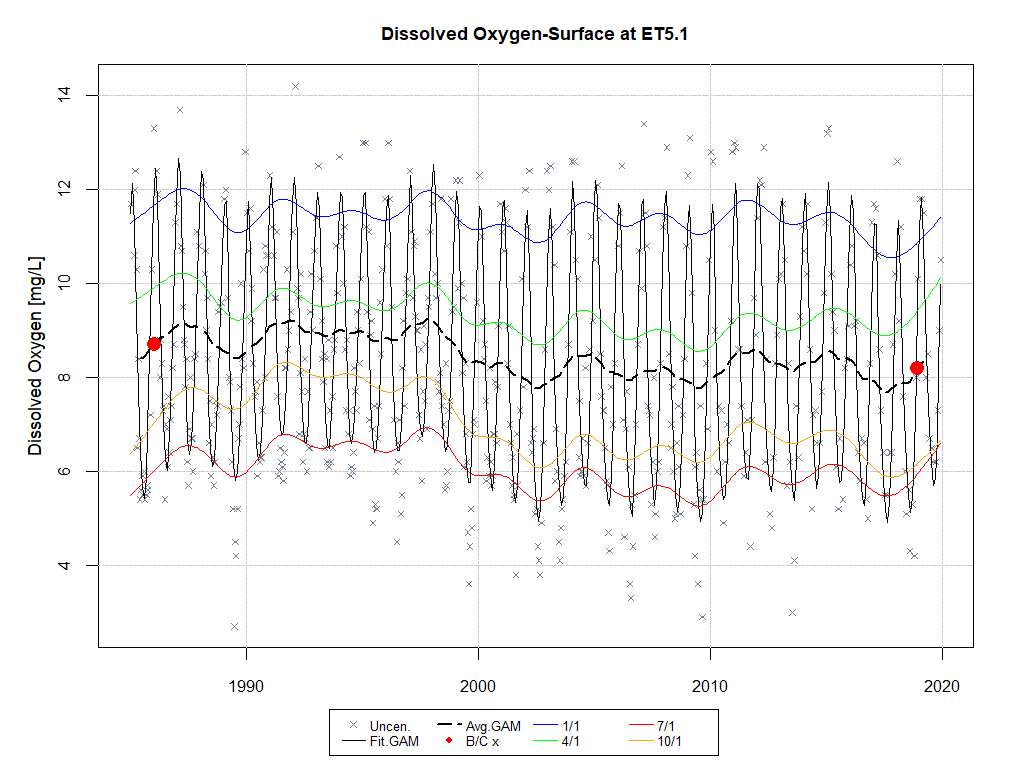 Dissolved Oxygen-Surface at ET5.1
Dissolved Oxygen [mg/L]
14
12
10
8
6
4
1990 2000 2010 2020
Uncen. Avg.GAM 1/1 7/1
Fit.GAM B/C x 4/1 10/1